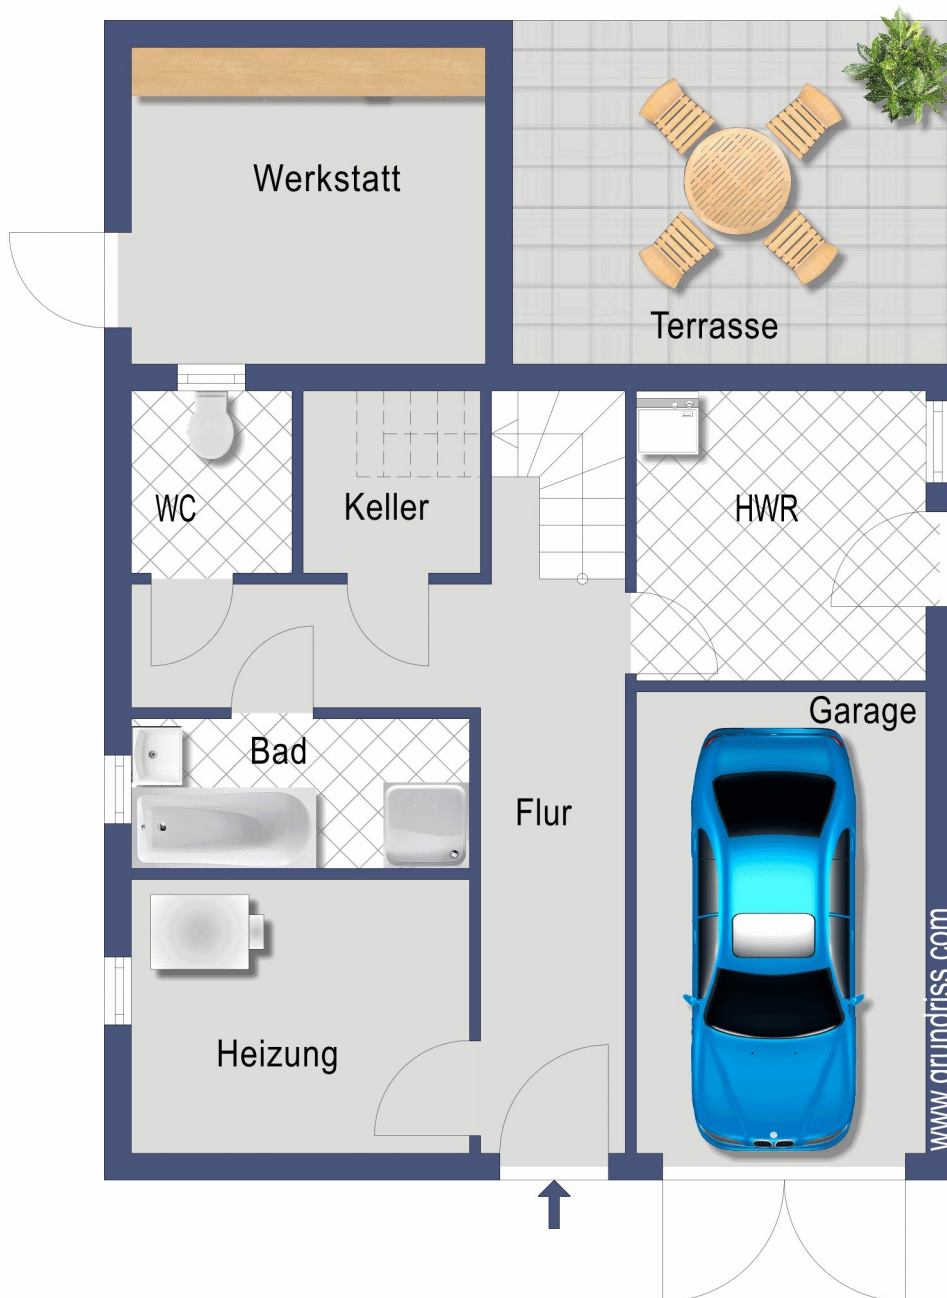 Werkstatt
Terrasse
WC
Keller
HWR
Garage
Bad
Flur
Heizung
www.grundriss.com